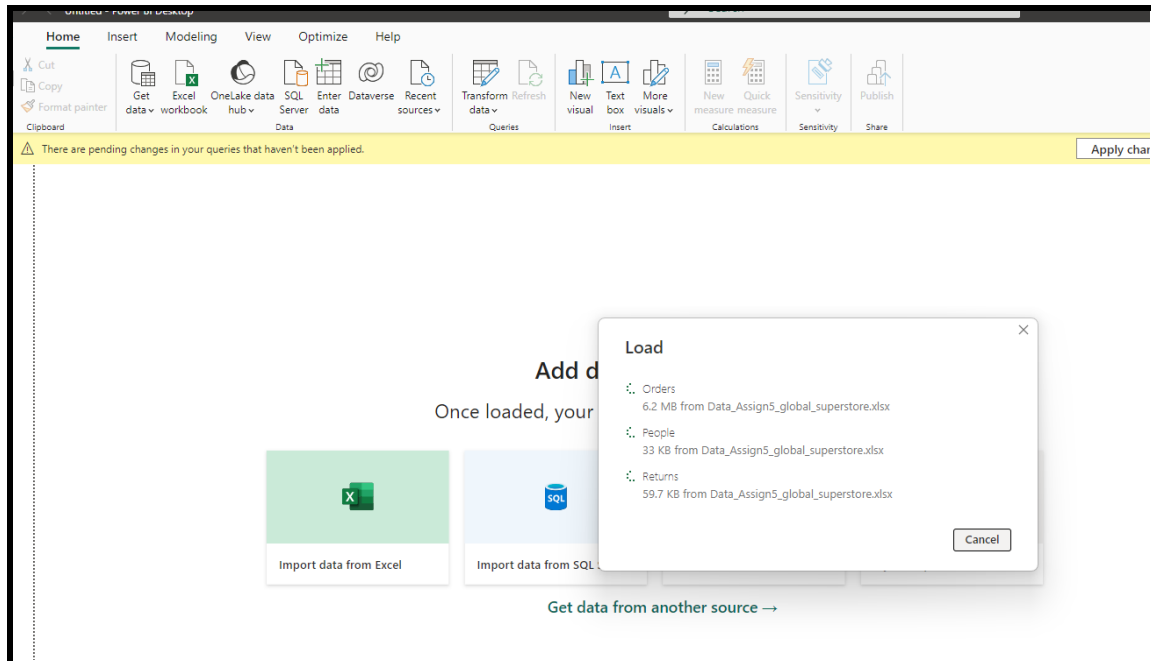 Untitled - Power BI Desktop
Home Insert Modeling View Optimize Help
Cut
Copy
Format painter
Clipboard
Get data
Excel workbook
OneLake data hub
SQL Server
Enter data
Dataverse
Recent sources
Data
Transform data
Refresh
Queries
New visual
Text box
More visuals
Insert
New measure
Quick measure
Calculations
Sensitivity
Sensitivity
Publish
Share
There are pending changes in your queries that haven't been applied.
Apply
Add
Once loaded, your
Load
Orders
6.2 MB from Data_Assign5_global_superstore.xlsx
People
33 KB from Data_Assign5_global_superstore.xlsx
Returns
59.7 KB from Data_Assign5_global_superstore.xlsx
Cancel
SQL
Import data from Excel
Import data from SQL
Get data from another source →